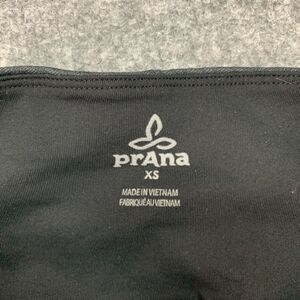 prAna
XS
MADE IN VIETNAM
FABRIQUÉ AU VIETNAM